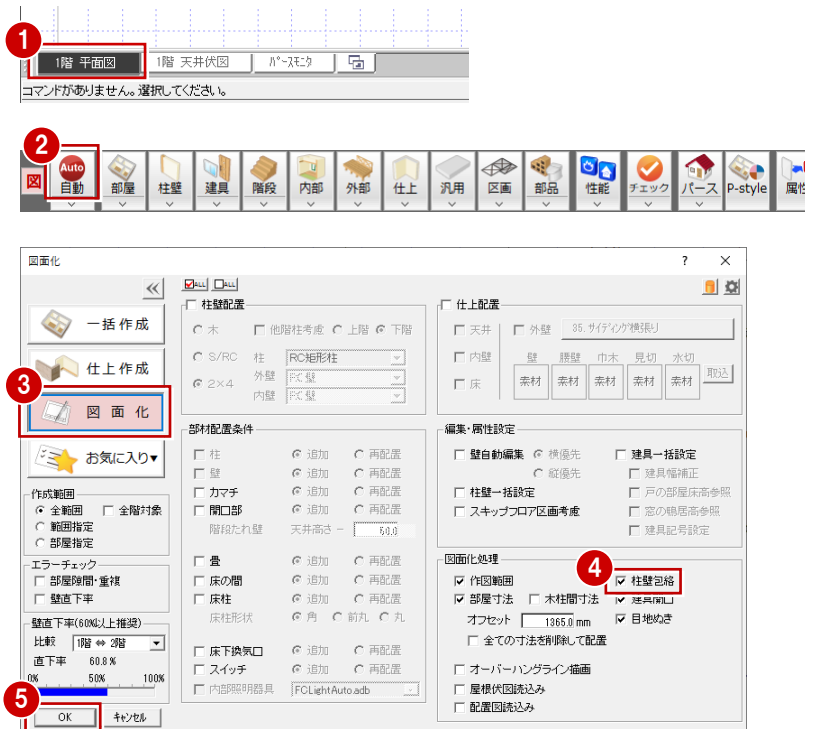 1
1階 平面図
1階 天井伏図
パースモニタ
コマンドがありません。選択してください。
2
図
Auto
自動
部屋
柱壁
建具
階段
内部
外部
仕上
汎用
区画
部品
性能
チェック
パース
P-style
属性
図面化
?
×
ALL
ALL
一括作成
仕上作成
3
図面化
お気に入り▼
作成範囲
全範囲
全階対象
範囲指定
部屋指定
エラーチェック
部屋隙間・重複
壁直下率
壁直下率(60%以上推奨)
比較 1階 ⇔ 2階
直下率 60.8%
0% 50% 100%
5
OK
キャンセル
柱壁配置
木 他階柱考慮 上階 下階
S/RC 柱 RC矩形柱
2×4 外壁 RC壁
内壁 RC壁
仕上配置
天井 外壁 35. サイディング横張り
内壁 壁 腰壁 巾木 見切 水切
床 素材 素材 素材 素材 素材 取込
部材配置条件
柱 追加 再配置
壁 追加 再配置
カマチ 追加 再配置
開口部 追加 再配置
階段たれ壁 天井高さ - 60.0
畳 追加 再配置
床の間 追加 再配置
床柱 追加 再配置
床柱形状 角 前丸 丸
床下換気口 追加 再配置
スイッチ 追加 再配置
内部照明器具 FCLightAuto.adb
編集・属性設定
壁自動編集 横優先 建具一括設定
縦優先 建具幅補正
柱壁一括設定 戸の部屋床高参照
スキップフロア区画考慮 窓の鴨居高参照
建具記号設定
図面化処理
4
作図範囲 柱壁包絡
部屋寸法 木柱間寸法 建具開口
オフセット 1365.0 mm 目地ぬき
全ての寸法を削除して配置
オーバーハングライン描画
屋根伏図読込み
配置図読込み